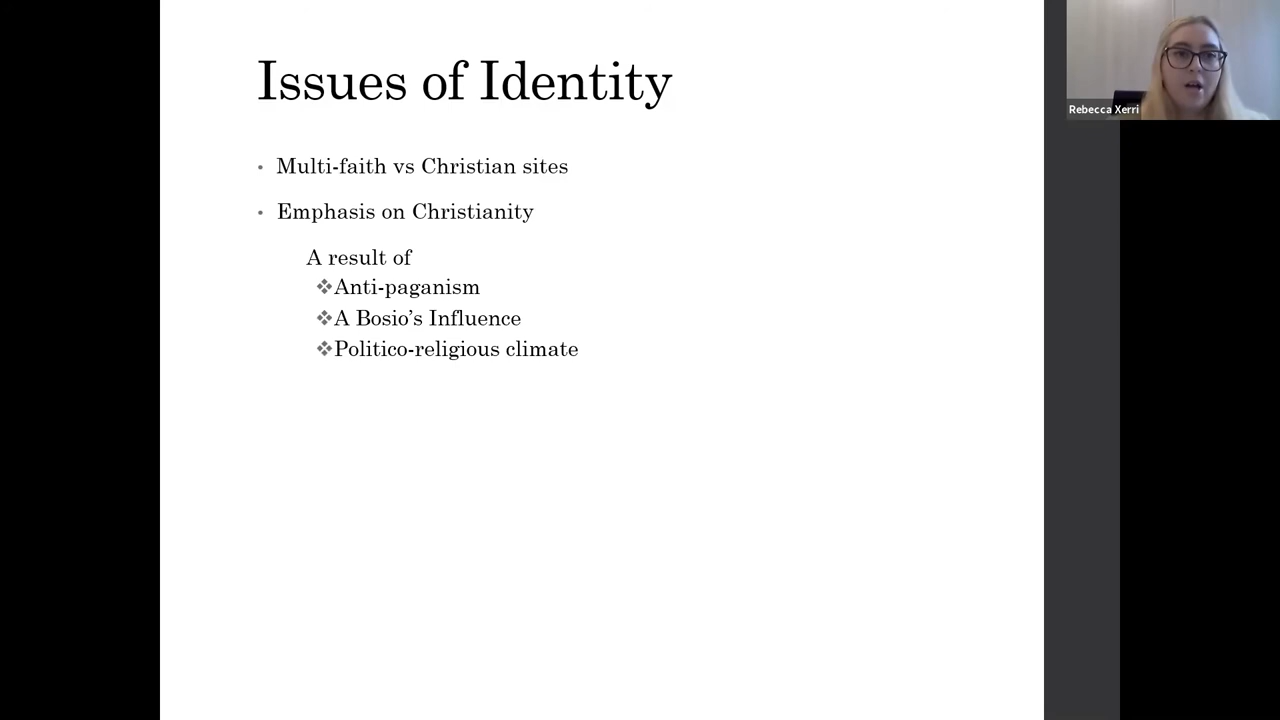 Issues of Identity
• Multi-faith vs Christian sites
• Emphasis on Christianity
A result of
❖Anti-paganism
❖A Bosio’s Influence
❖Politico-religious climate
Rebecca Xerri